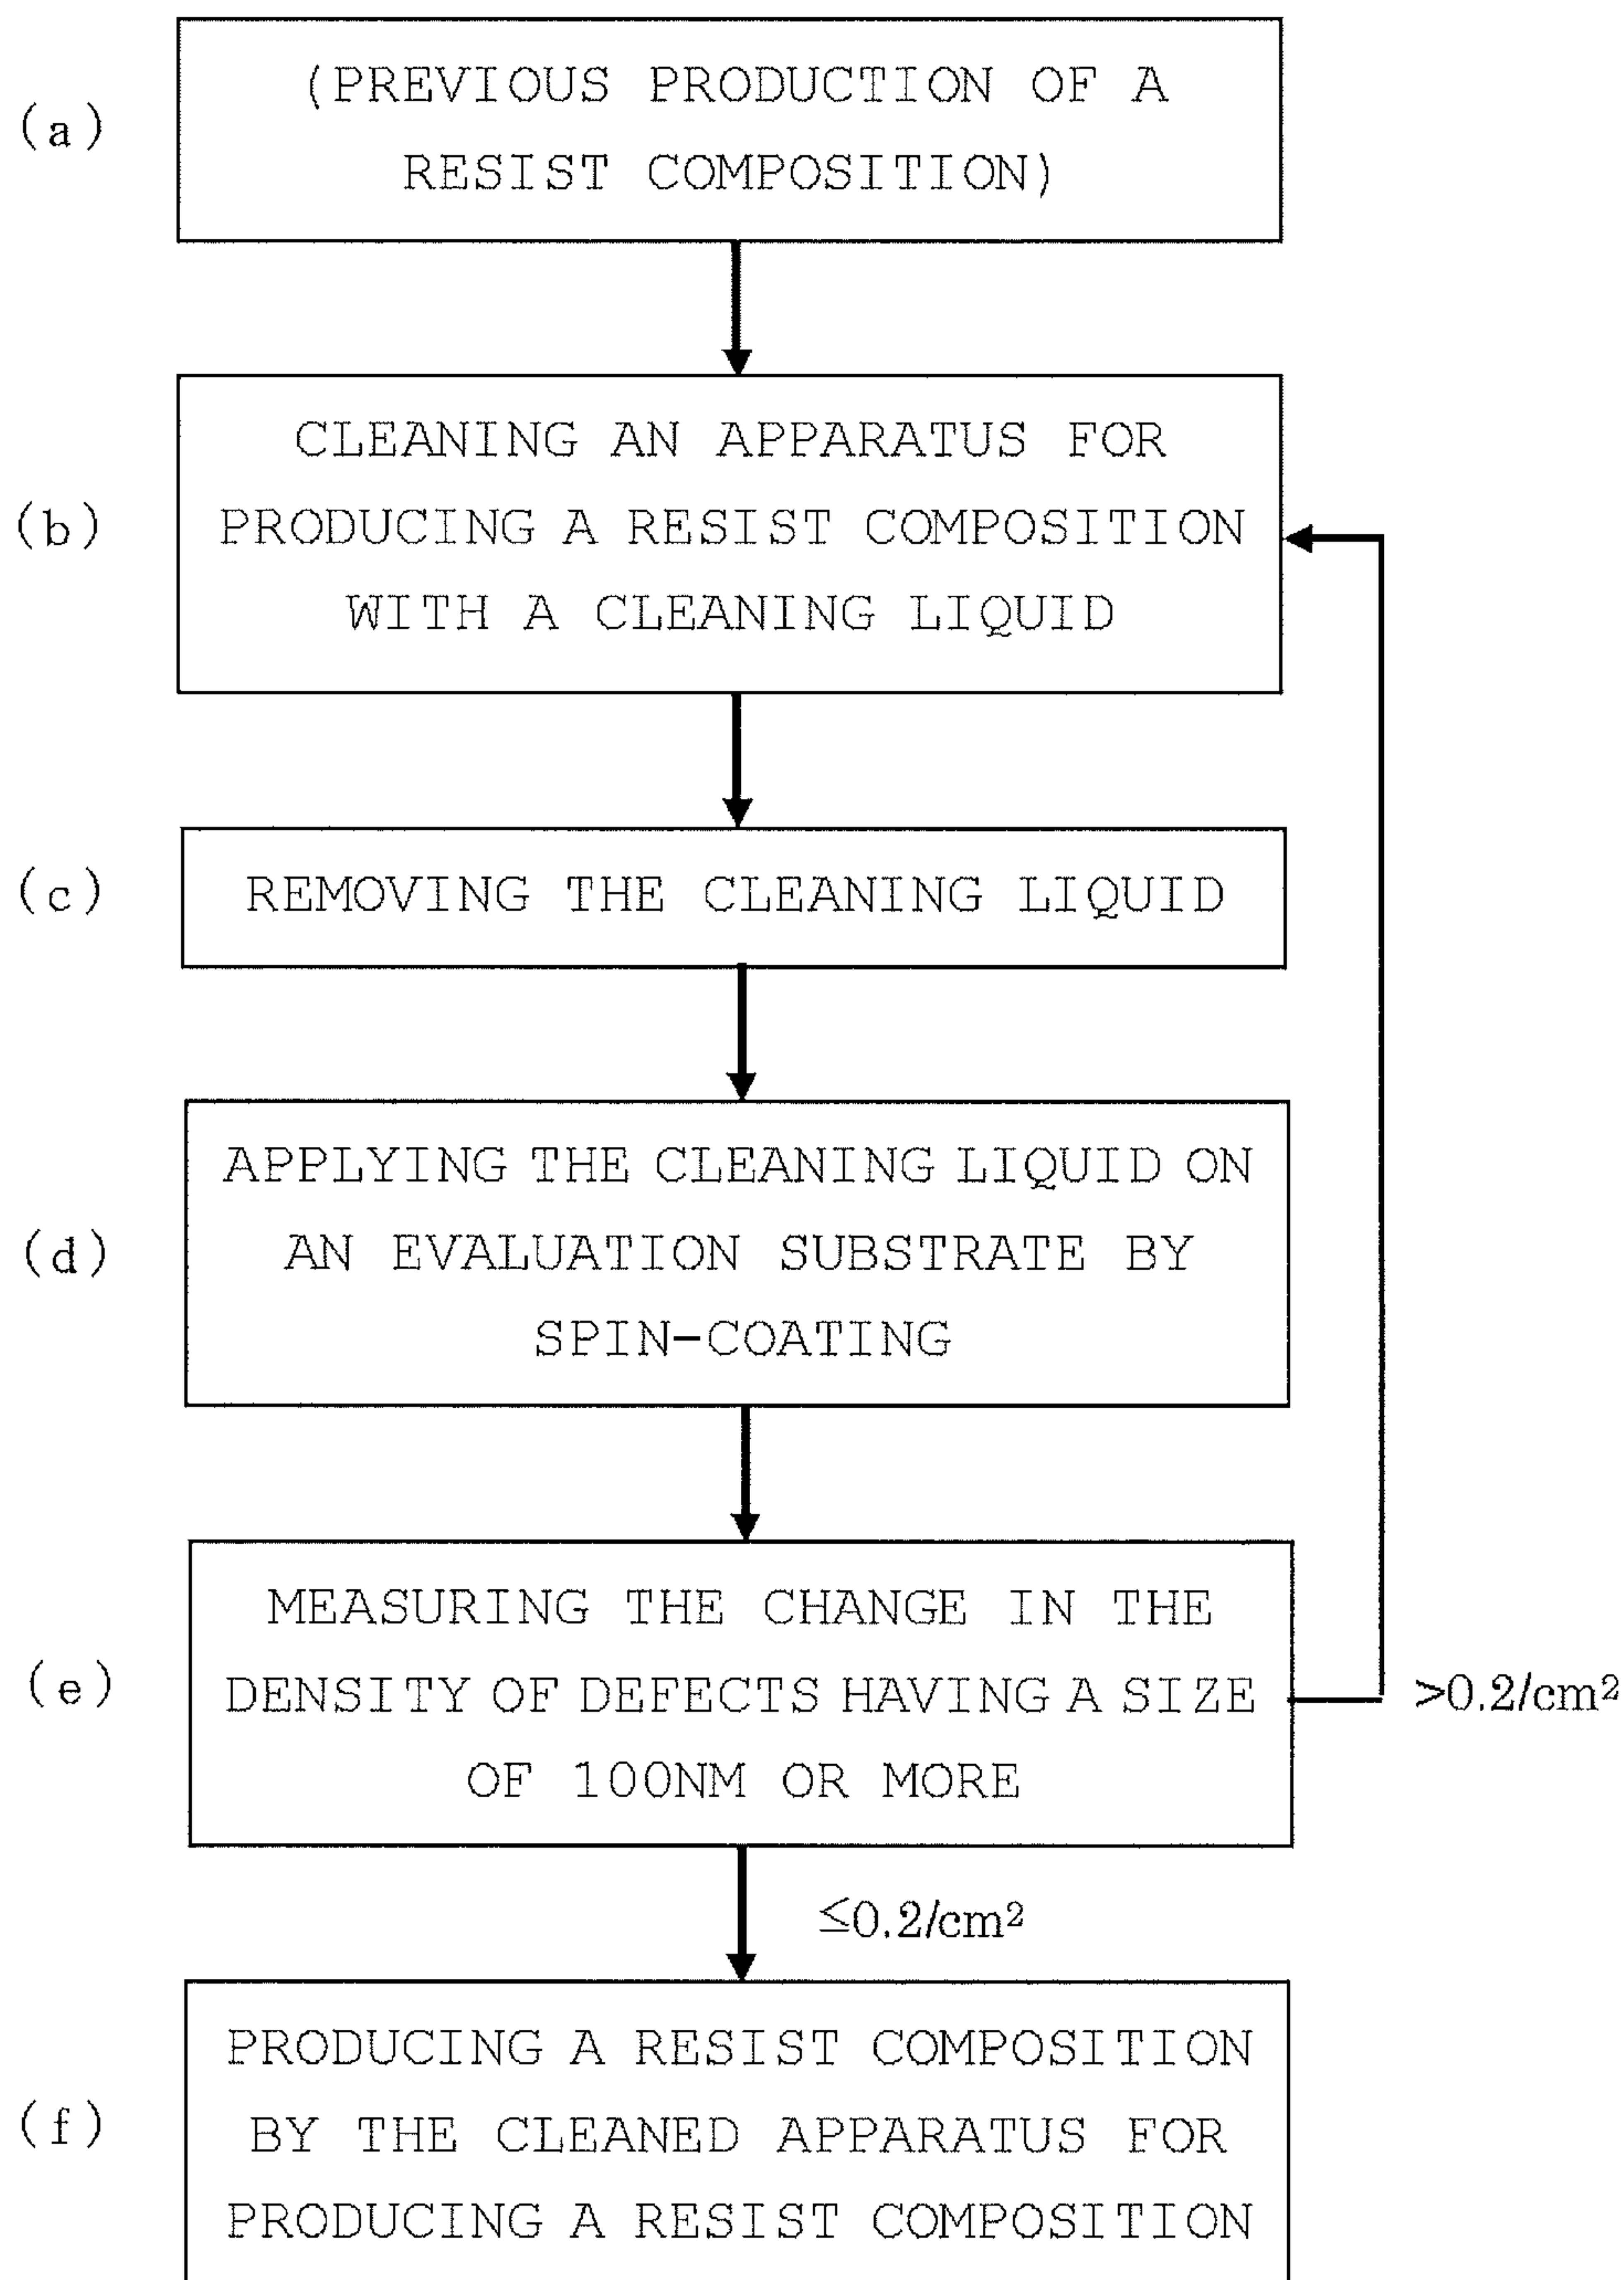 (a)
(PREVIOUS PRODUCTION OF A
RESIST COMPOSITION)
(b)
CLEANING AN APPARATUS FOR
PRODUCING A RESIST COMPOSITION
WITH A CLEANING LIQUID
(c)
REMOVING THE CLEANING LIQUID
(d)
APPLYING THE CLEANING LIQUID ON
AN EVALUATION SUBSTRATE BY
SPIN-COATING
(e)
MEASURING THE CHANGE IN THE
DENSITY OF DEFECTS HAVING A SIZE
OF 100NM OR MORE
>0.2/cm²
≦0.2/cm²
(f)
PRODUCING A RESIST COMPOSITION
BY THE CLEANED APPARATUS FOR
PRODUCING A RESIST COMPOSITION